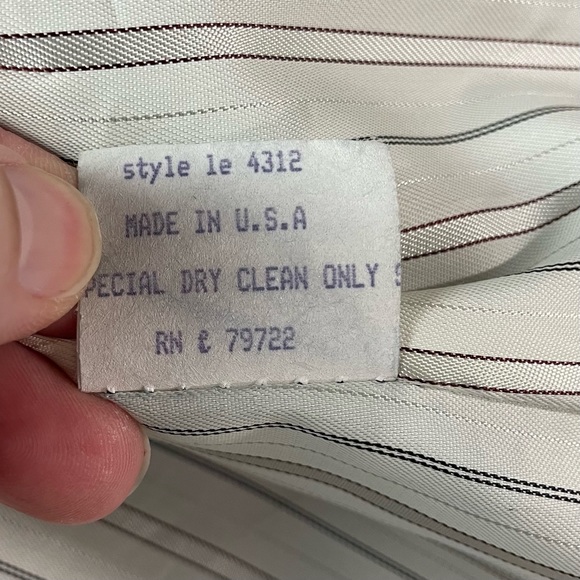 style le 4312
MADE IN U.S.A
PECIAL DRY CLEAN ONLY S
RN ₡ 79722